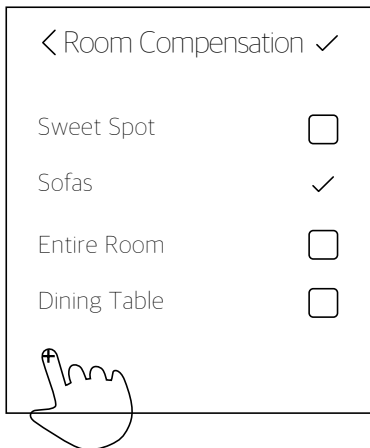 Room Compensation
Sweet Spot
Sofas
Entire Room
Dining Table
+